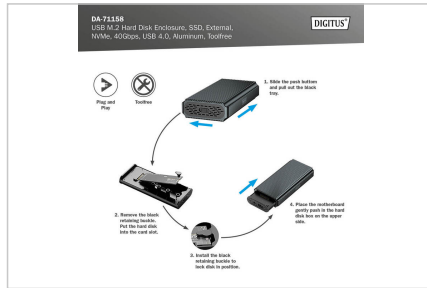 DA-71158
USB M.2 Hard Disk Enclosure, SSD, External,
NVMe, 40Gbps, USB 4.0, Aluminum, Toolfree
DIGITUS®
Plug and
Play
Toolfree
1. Slide the push bottom
and pull out the black
tray.
2. Remove the black
retaining buckle.
Put the hard disk
into the card slot.
3. Install the black
retaining buckle to
lock disk in position.
4. Place the motherboard
gently push in the hard
disk box on the upper
side.